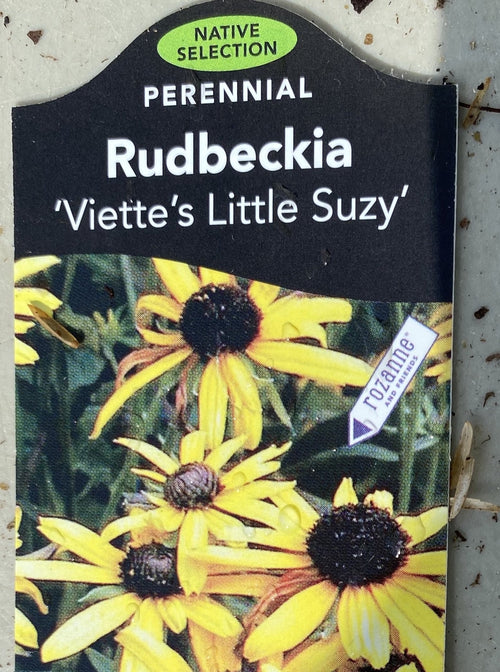 NATIVE
SELECTION
PERENNIAL
Rudbeckia
'Viette's Little Suzy'
rozanne®
AND FRIENDS